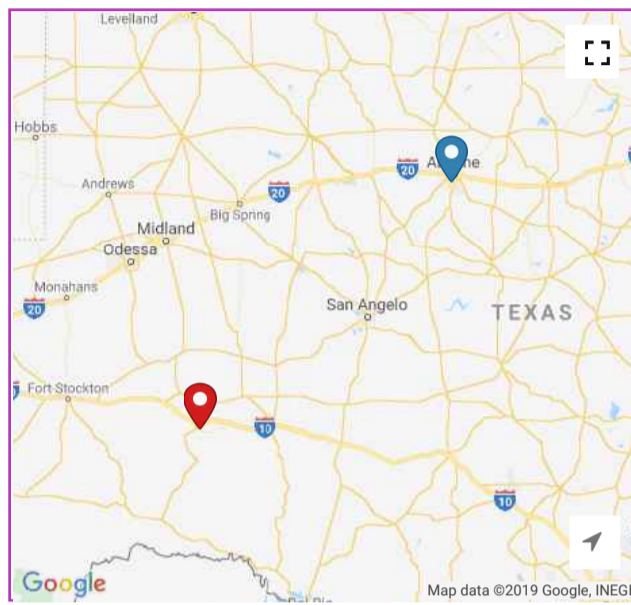 Levelland
Hobbs
20
Andrews
20
Big Spring
Midland
Odessa
Monahans
20
San Angelo
TEXAS
Fort Stockton
10
10
Google
Map data ©2019 Google, INEGI